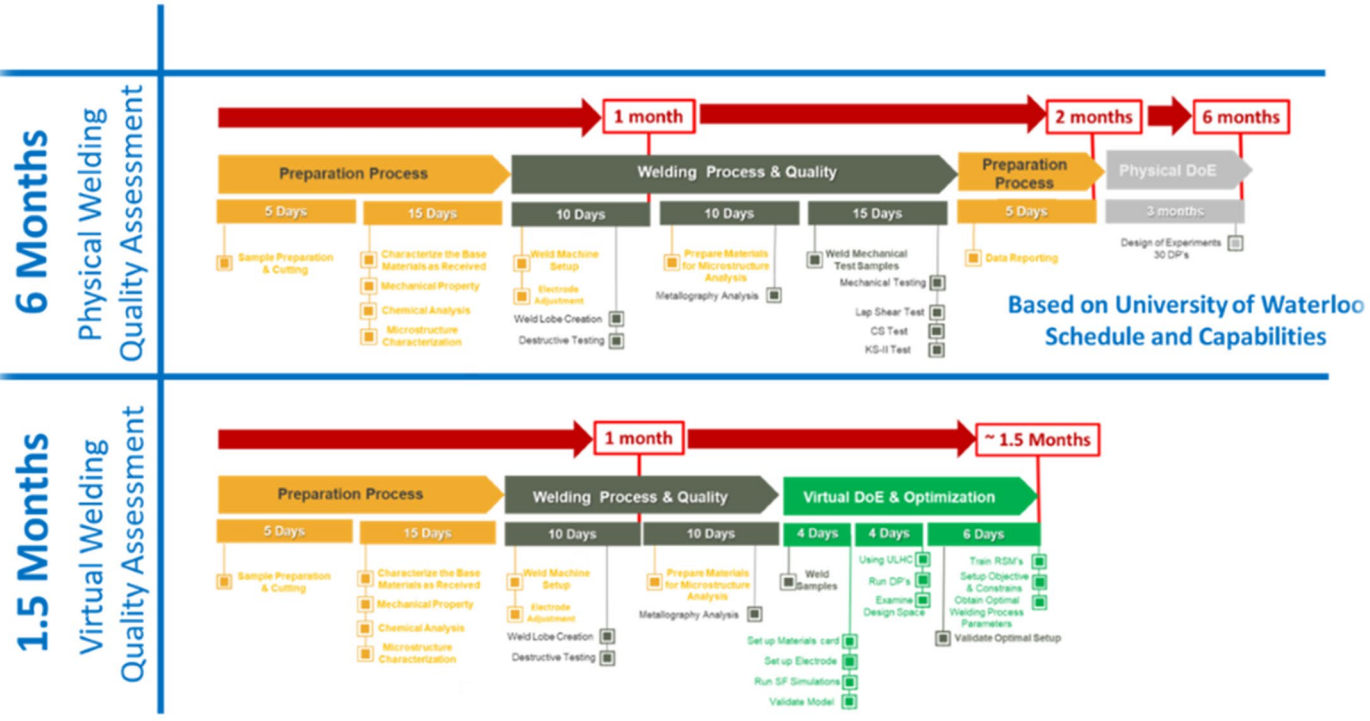 6 Months
Physical Welding
Quality Assessment
1 month
2 months
6 months
Preparation Process
Welding Process & Quality
Preparation
Process
Physical DoE
5 Days
15 Days
10 Days
10 Days
15 Days
5 Days
3 months
Sample Preparation
& Cutting
Characterize the Base
Materials as Received
Mechanical Property
Chemical Analysis
Microstructure
Characterization
Weld Machine
Setup
Electrode
Adjustment
Weld Lobe Creation
Destructive Testing
Prepare Materials
for Microstructure
Analysis
Metallography Analysis
Weld Mechanical
Test Samples
Mechanical Testing
Lap Shear Test
CS Test
KS-II Test
Data Reporting
Design of Experiments
30 DP's
Based on University of Waterloo
Schedule and Capabilities
1.5 Months
Virtual Welding
Quality Assessment
1 month
~ 1.5 Months
Preparation Process
Welding Process & Quality
Virtual DoE & Optimization
5 Days
15 Days
10 Days
10 Days
4 Days
4 Days
6 Days
Sample Preparation
& Cutting
Characterize the Base
Materials as Received
Mechanical Property
Chemical Analysis
Microstructure
Characterization
Weld Machine
Setup
Electrode
Adjustment
Weld Lobe Creation
Destructive Testing
Prepare Materials
for Microstructure
Analysis
Metallography Analysis
Weld
Samples
Set up Materials card
Set up Electrode
Run SF Simulations
Validate Model
Using ULHC
Run DP's
Examine
Design Space
Train RSM's
Setup Objective
& Constrains
Obtain Optimal
Welding Process
Parameters
Validate Optimal Setup